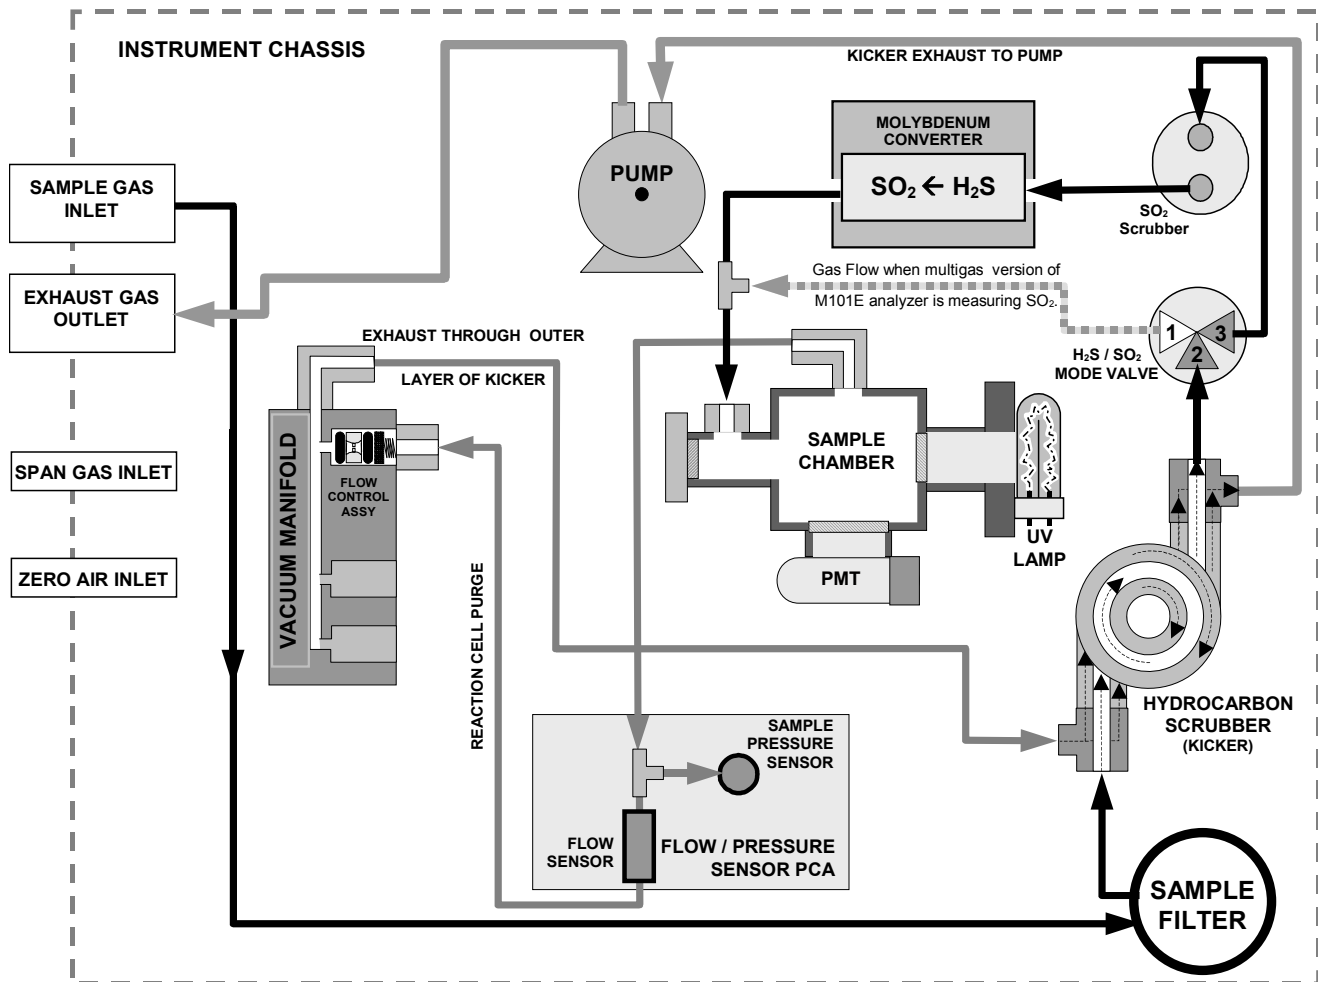 INSTRUMENT CHASSIS
KICKER EXHAUST TO PUMP
MOLYBDENUM
CONVERTER
SO₂ ← H₂S
PUMP
SAMPLE GAS
INLET
SO₂
Scrubber
EXHAUST GAS
OUTLET
Gas Flow when multigas version of
M101E analyzer is measuring SO₂.
1
2
3
H₂S / SO₂
MODE VALVE
EXHAUST THROUGH OUTER
LAYER OF KICKER
SAMPLE
CHAMBER
SPAN GAS INLET
FLOW
CONTROL
ASSY
VACUUM MANIFOLD
UV
LAMP
ZERO AIR INLET
PMT
REACTION CELL PURGE
HYDROCARBON
SCRUBBER
(KICKER)
SAMPLE
PRESSURE
SENSOR
FLOW
SENSOR
FLOW / PRESSURE
SENSOR PCA
SAMPLE
FILTER